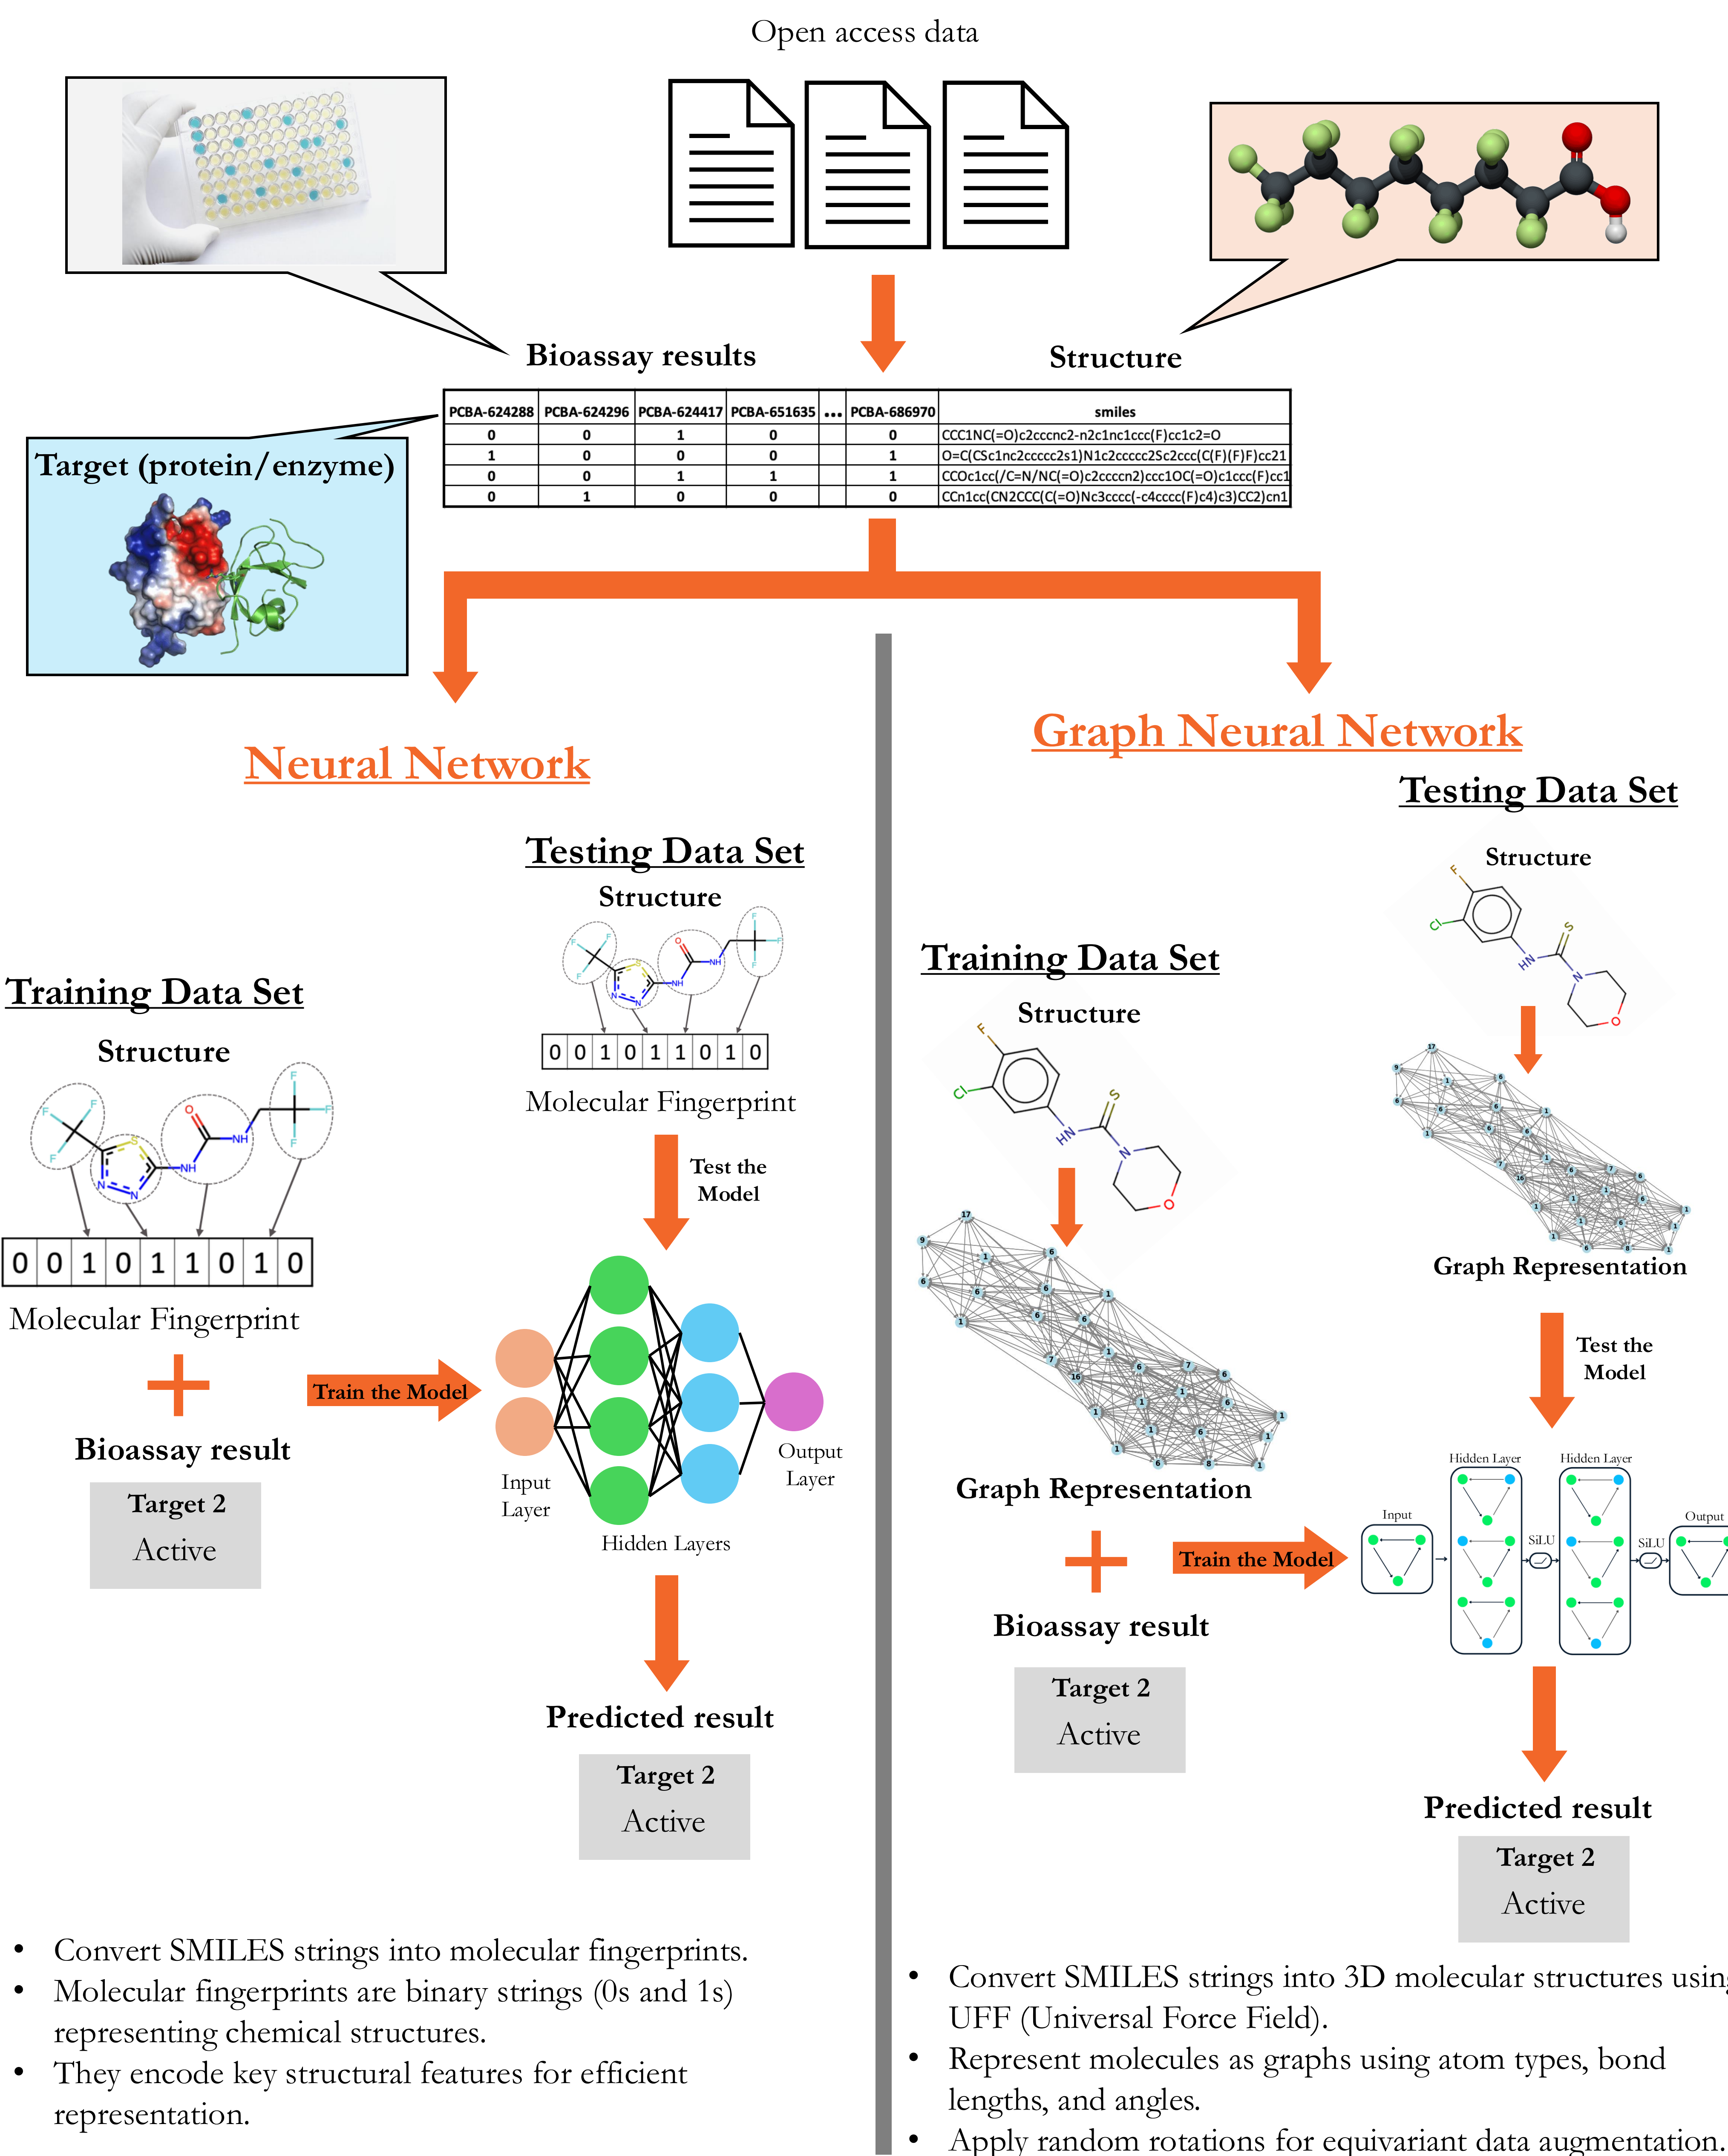 Open access data
Bioassay results
Structure
PCBA-624288 PCBA-624296 PCBA-624417 PCBA-651635 ... PCBA-686970 smiles
0 0 1 0 0 CCC1NC(=O)c2cccnc2-n2c1nc1ccc(F)cc1c2=O
1 0 0 0 1 O=C(CSc1nc2ccccc2s1)N1c2ccccc2Sc2ccc(C(F)(F)F)cc21
0 0 1 1 1 CCOc1cc(/C=N/NC(=O)c2ccccn2)ccc1OC(=O)c1ccc(F)cc1
0 1 0 0 0 CCn1cc(CN2CCC(C(=O)Nc3cccc(-c4cccc(F)c4)c3)CC2)cn1
Target (protein/enzyme)
Neural Network
Testing Data Set
Structure
F F F S N N NH O NH F F F
0 0 1 0 1 1 0 1 0
Molecular Fingerprint
Test the
Model
Training Data Set
Structure
F F F S N N NH O NH F F F
0 0 1 0 1 1 0 1 0
Molecular Fingerprint
Bioassay result
Target 2
Active
Train the Model
Input
Layer
Hidden Layers
Output
Layer
Predicted result
Target 2
Active
Convert SMILES strings into molecular fingerprints.
Molecular fingerprints are binary strings (0s and 1s)
representing chemical structures.
They encode key structural features for efficient
representation.
Graph Neural Network
Testing Data Set
Structure
F Cl HN S N O
Graph Representation
Test the
Model
Training Data Set
Structure
F Cl HN S N O
Graph Representation
Bioassay result
Target 2
Active
Train the Model
Input
Hidden Layer
SiLU
Hidden Layer
SiLU
Output
Predicted result
Target 2
Active
Convert SMILES strings into 3D molecular structures using
UFF (Universal Force Field).
Represent molecules as graphs using atom types, bond
lengths, and angles.
Apply random rotations for equivariant data augmentation.